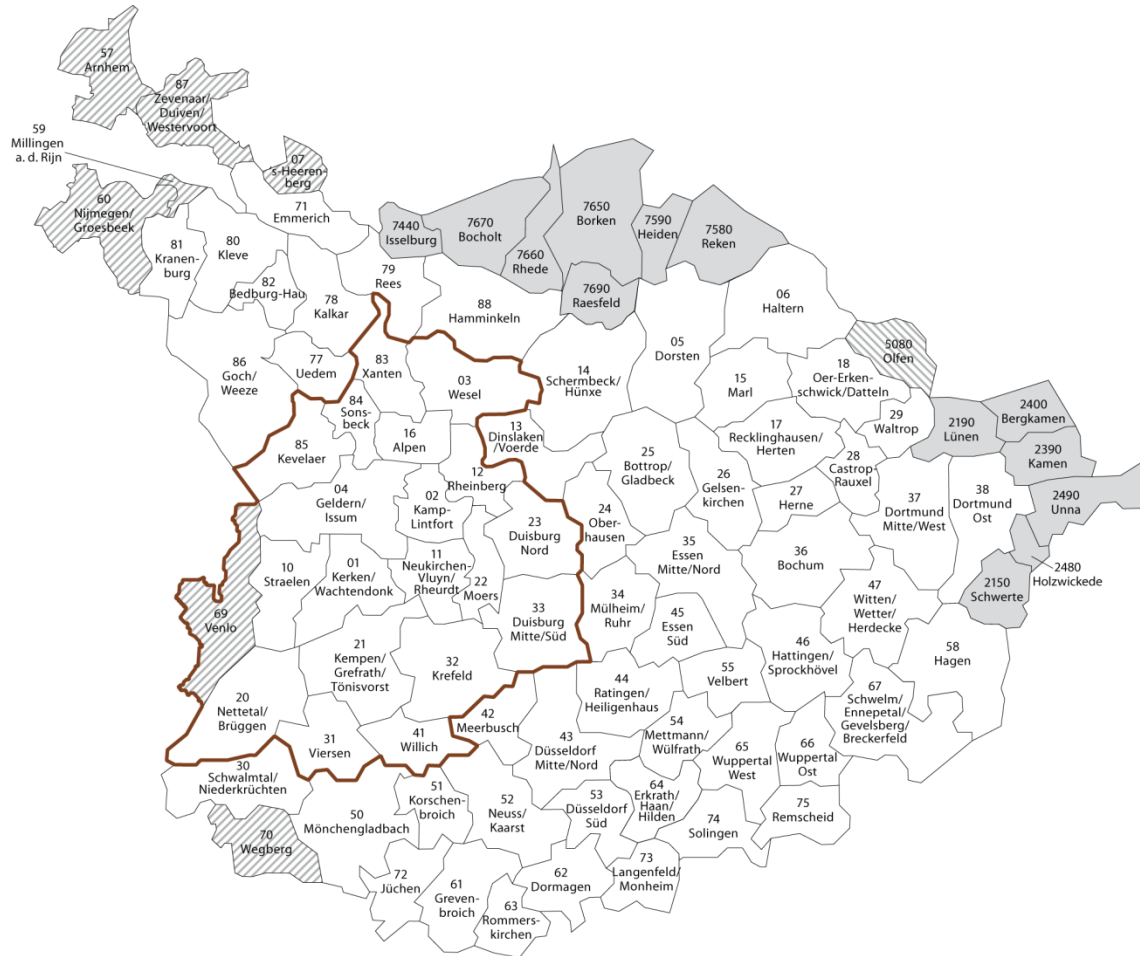 57
Arnhem
87
Zevenaar/
Duiven/
Westervoort
59
Millingen
a. d. Rijn
07
's-Heeren-
berg
60
Nijmegen/
Groesbeek
71
Emmerich
7440
Isselburg
7670
Bocholt
7660
Rhede
7650
Borken
7590
Heiden
7580
Reken
7690
Raesfeld
81
Kranen-
burg
80
Kleve
82
Bedburg-Hau
78
Kalkar
79
Rees
88
Hamminkeln
06
Haltern
05
Dorsten
5080
Olfen
86
Goch/
Weeze
77
Uedem
83
Xanten
03
Wesel
14
Schermbeck/
Hünxe
15
Marl
18
Oer-Erken-
schwick/Datteln
29
Waltrop
2190
Lünen
2400
Bergkamen
2390
Kamen
2490
Unna
2480
Holzwickede
2150
Schwerte
84
Sons-
beck
85
Kevelaer
16
Alpen
13
Dinslaken
/Voerde
12
Rheinberg
25
Bottrop/
Gladbeck
17
Recklinghausen/
Herten
28
Castrop-
Rauxel
26
Gelsen-
kirchen
27
Herne
37
Dortmund
Mitte/West
38
Dortmund
Ost
04
Geldern/
Issum
02
Kamp-
Lintfort
23
Duisburg
Nord
24
Ober-
hausen
35
Essen
Mitte/Nord
36
Bochum
10
Straelen
01
Kerken/
Wachtendonk
11
Neukirchen-
Vluyn/
Rheurdt
22
Moers
33
Duisburg
Mitte/Süd
34
Mülheim/
Ruhr
45
Essen
Süd
47
Witten/
Wetter/
Herdecke
69
Venlo
21
Kempen/
Grefrath/
Tönisvorst
32
Krefeld
44
Ratingen/
Heiligenhaus
55
Velbert
46
Hattingen/
Sprockhövel
58
Hagen
20
Nettetal/
Brüggen
31
Viersen
41
Willich
42
Meerbusch
43
Düsseldorf
Mitte/Nord
54
Mettmann/
Wülfrath
65
Wuppertal
West
66
Wuppertal
Ost
67
Schwelm/
Ennepetal/
Gevelsberg/
Breckerfeld
30
Schwalmtal/
Niederkrüchten
50
Mönchengladbach
51
Korschen-
broich
52
Neuss/
Kaarst
53
Düsseldorf
Süd
64
Erkrath/
Haan/
Hilden
74
Solingen
75
Remscheid
70
Wegberg
72
Jüchen
61
Greven-
broich
63
Rommers-
kirchen
62
Dormagen
73
Langenfeld/
Monheim